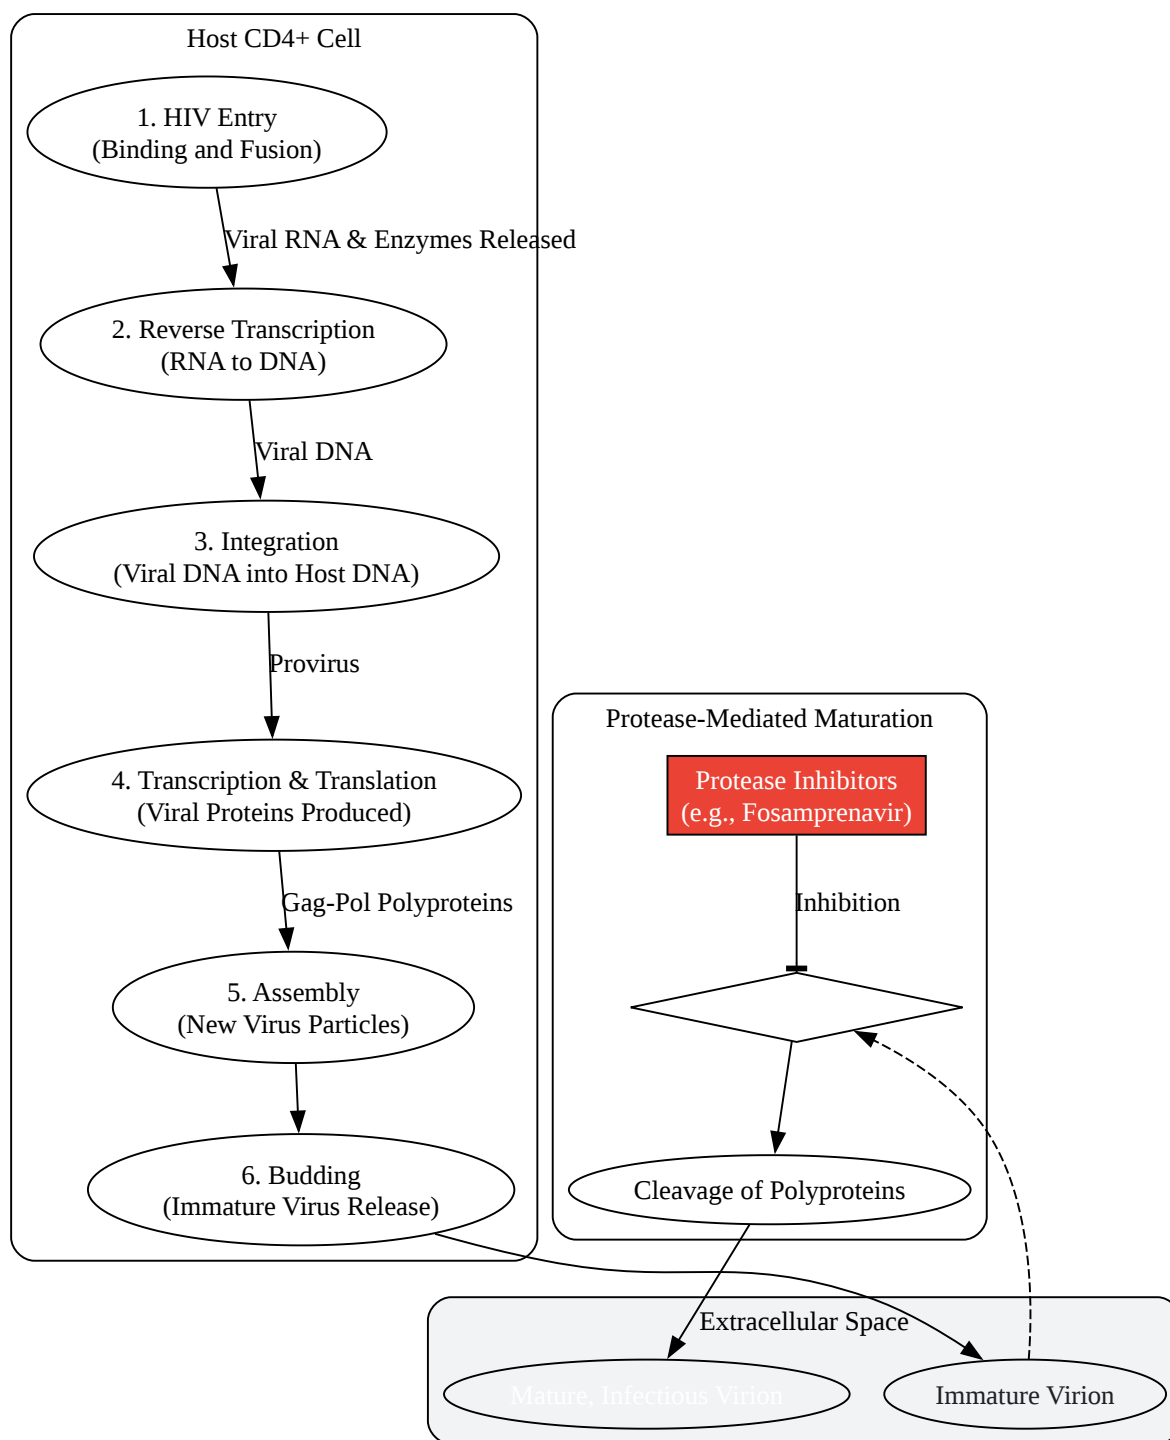 Host CD4+ Cell
1. HIV Entry
(Binding and Fusion)
Viral RNA & Enzymes Released
2. Reverse Transcription
(RNA to DNA)
Viral DNA
3. Integration
(Viral DNA into Host DNA)
Provirus
4. Transcription & Translation
(Viral Proteins Produced)
Gag-Pol Polyproteins
5. Assembly
(New Virus Particles)
6. Budding
(Immature Virus Release)
Protease-Mediated Maturation
Protease Inhibitors
(e.g., Fosamprenavir)
Inhibition
Cleavage of Polyproteins
Extracellular Space
Mature, Infectious Virion
Immature Virion